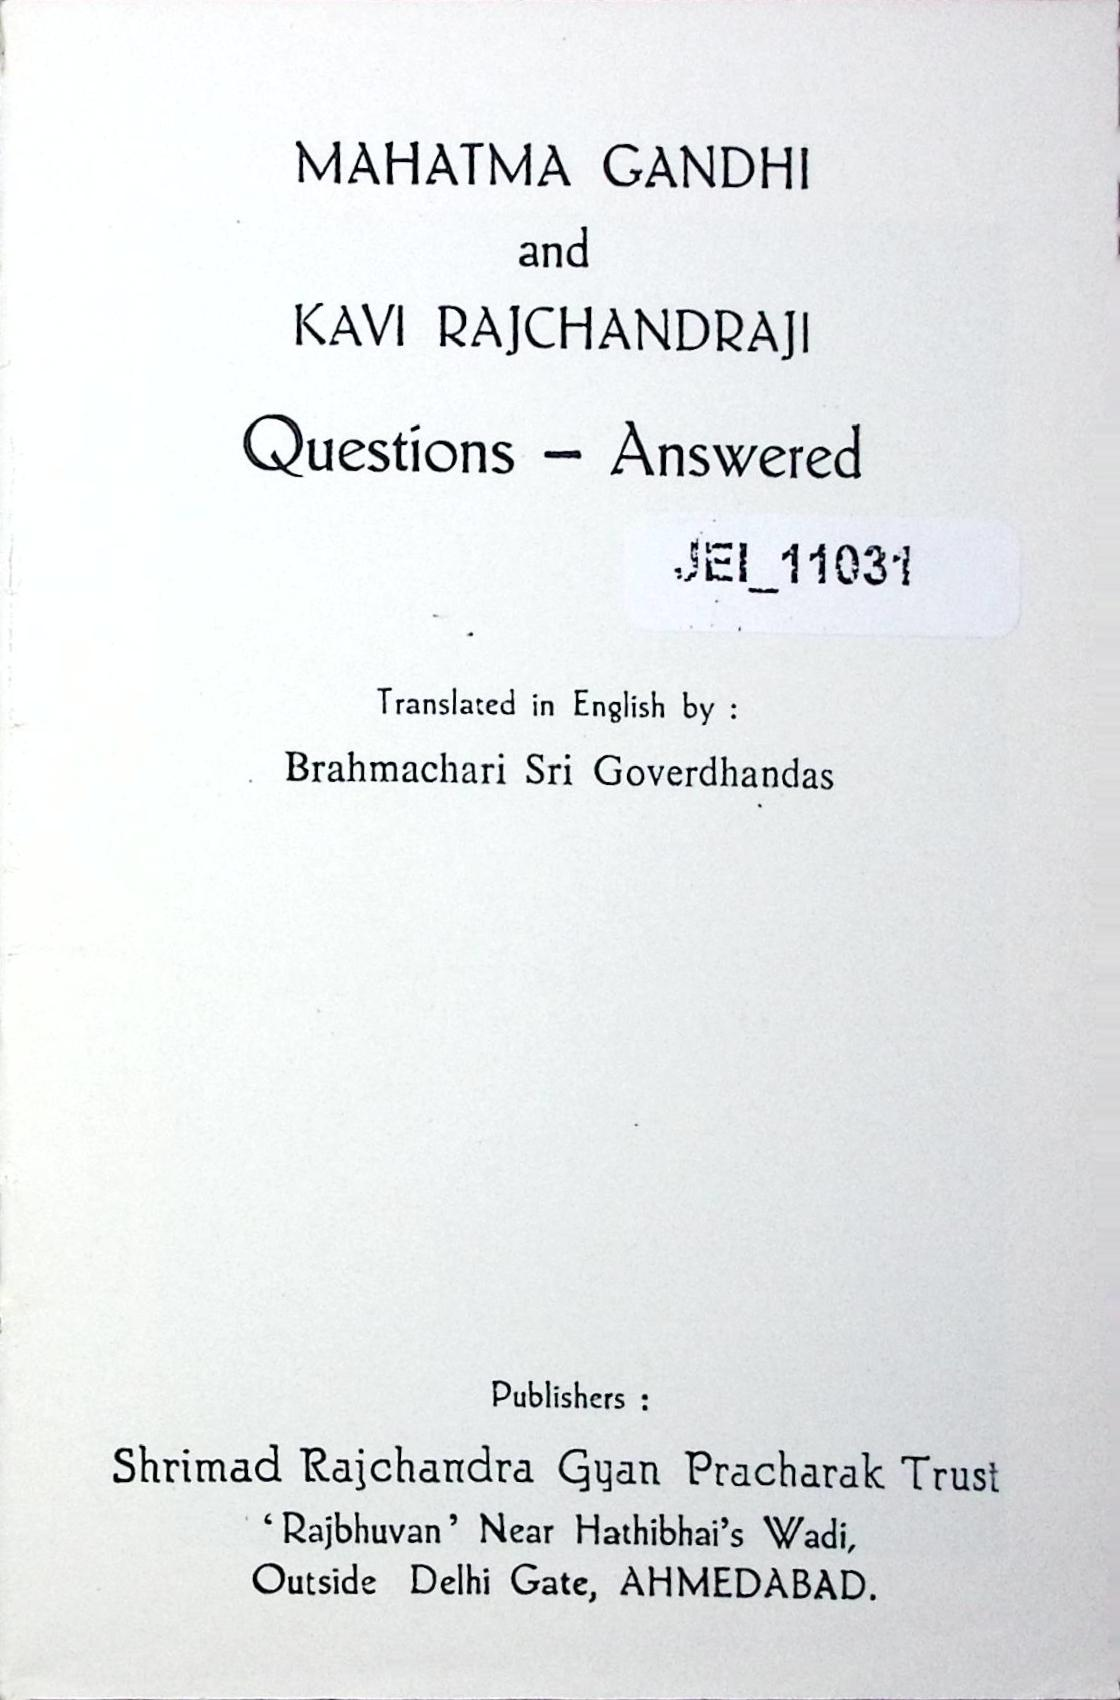 MAHATMA GANDHI
and
KAVI RAJCHANDRAJI
Questions - Answered
JEI_11031
Translated in English by :
Brahmachari Sri Goverdhandas
Publishers :
Shrimad Rajchandra Gyan Pracharak Trust
‘Rajbhuvan’ Near Hathibhai’s Wadi,
Outside Delhi Gate, AHMEDABAD.